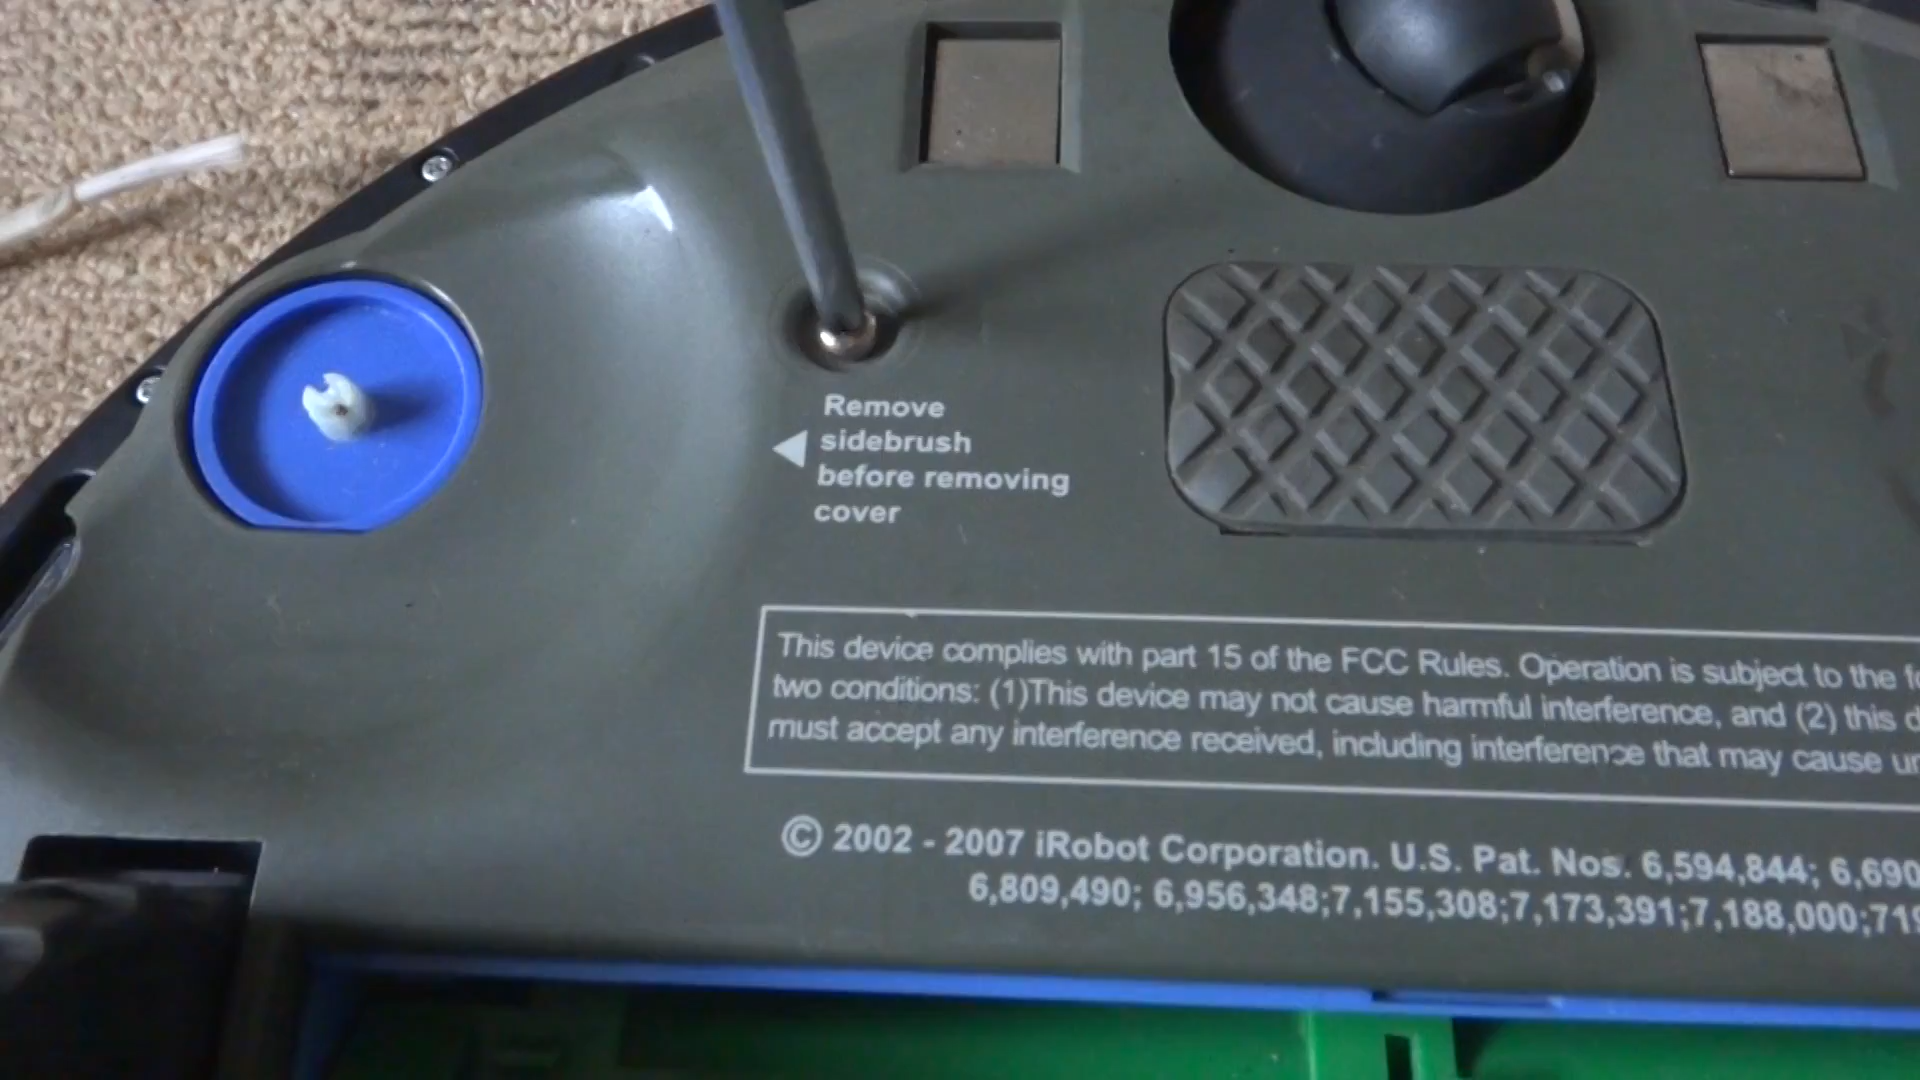 Remove
sidebrush
before removing
cover
This device complies with part 15 of the FCC Rules. Operation is subject to the
two conditions: (1)This device may not cause harmful interference, and (2) this
must accept any interference received, including interference that may cause
© 2002 - 2007 iRobot Corporation. U.S. Pat. Nos. 6,594,844; 6,690
6,809,490; 6,956,348;7,155,308;7,173,391;7,188,000;719